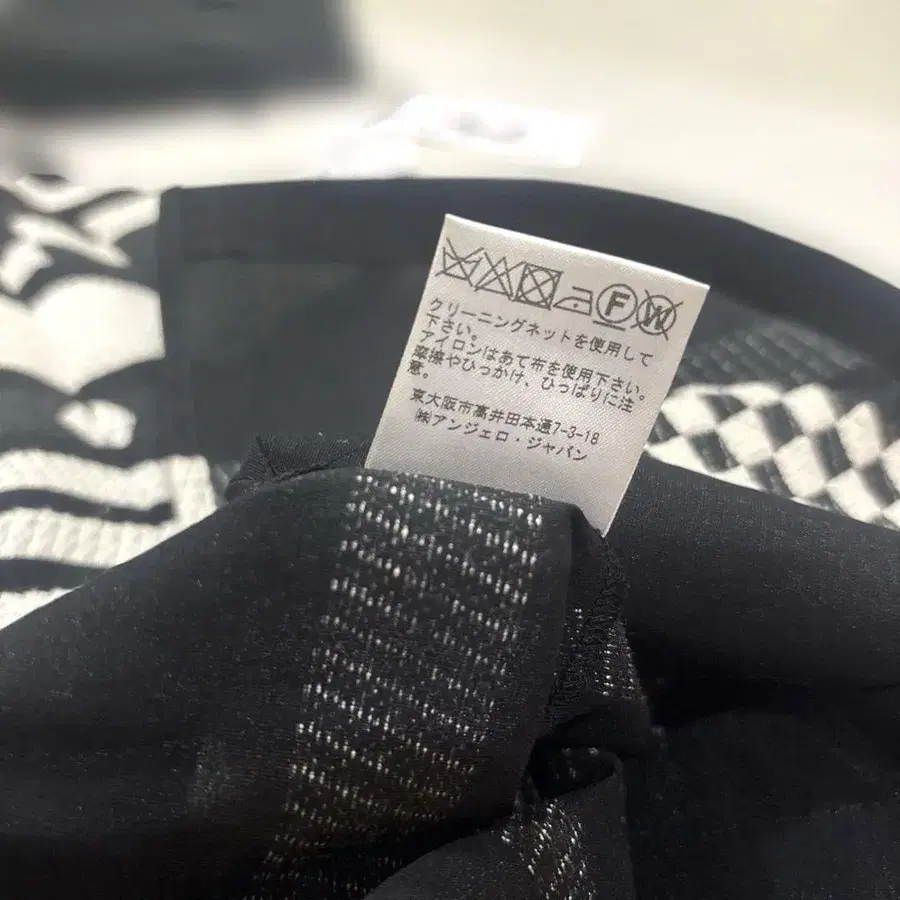 F W
クリーニングネットを使用して
下さい。
アイロンはあて布を使用下さい。
摩擦やひっかけ、ひっぱりに注
意。
東大阪市高井田本通7-3-18
㈱アンジェロ・ジャパン